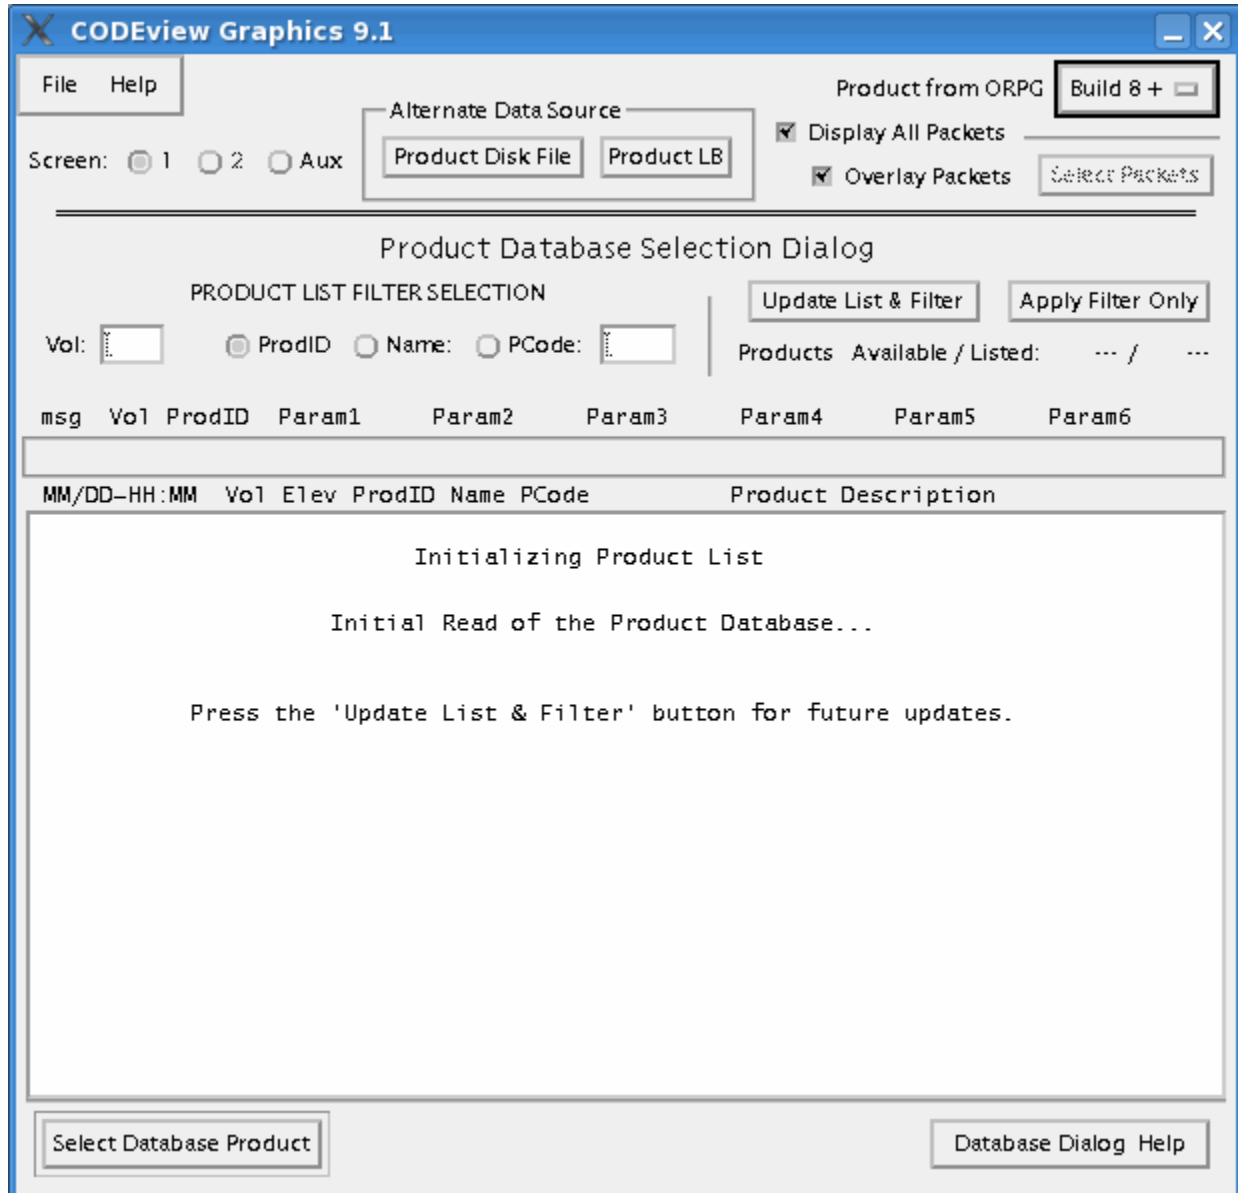 CODEview Graphics 9.1
File Help
Product from ORPG Build 8 +
Alternate Data Source
Display All Packets
Screen: 1 2 Aux Product Disk File Product LB
Overlay Packets Select Packets
Product Database Selection Dialog
PRODUCT LIST FILTER SELECTION
Update List & Filter Apply Filter Only
Vol: ProdID Name: PCode:
Products Available / Listed: --- / ---
msg Vol ProdID Param1 Param2 Param3 Param4 Param5 Param6
MM/DD-HH:MM Vol Elev ProdID Name PCode Product Description
Initializing Product List
Initial Read of the Product Database...
Press the 'Update List & Filter' button for future updates.
Select Database Product Database Dialog Help